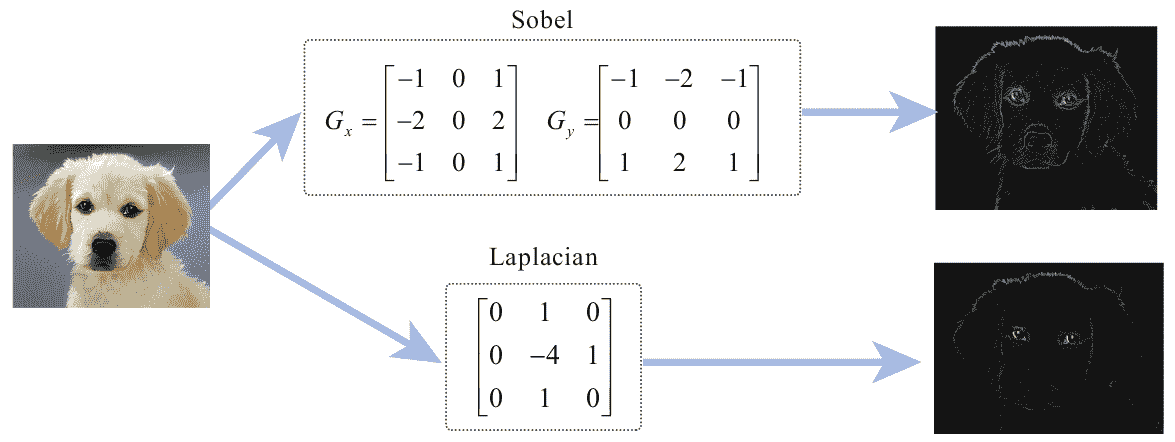 Sobel
G_x = [−1 0 1; −2 0 2; −1 0 1] G_y = [−1 −2 −1; 0 0 0; 1 2 1]
Laplacian
[0 1 0; 0 −4 1; 0 1 0]